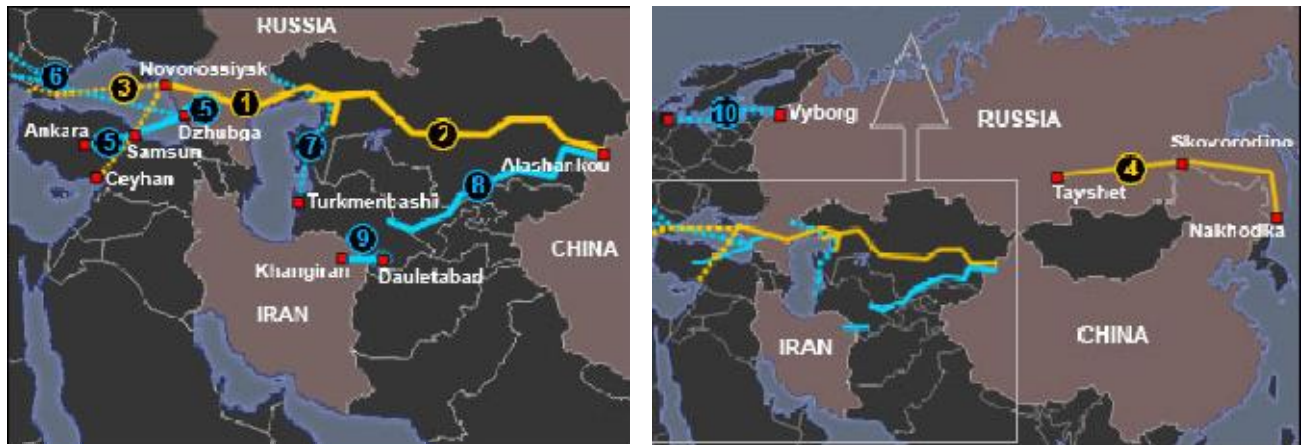 RUSSIA
6
Novorossiysk
3
1
5
Ankara
5
Dzhubga
Samsun
7
2
Alashankou
Ceyhan
8
Turkmenbashi
9
CHINA
Khangiran
Dauletabad
IRAN
10
Vyborg
RUSSIA
Skovorodino
4
Tayshet
Nakhodka
CHINA
IRAN